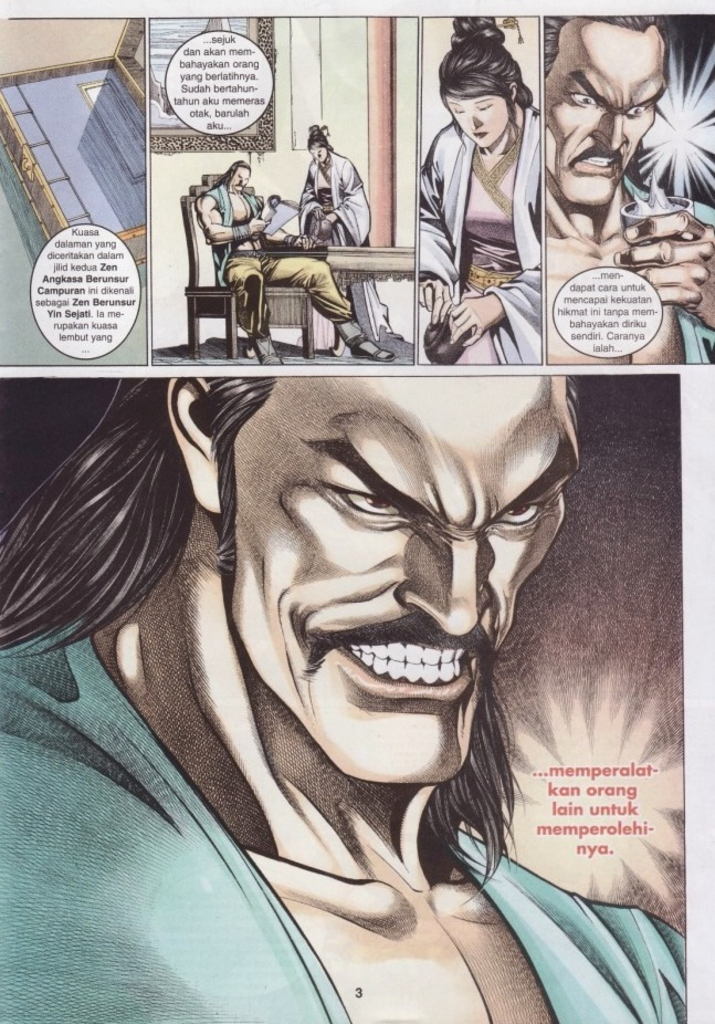 Kuasa
dalaman yang
diceritakan dalam
jilid kedua Zen
Angkasa Berunsur
Campuran ini dikenali
sebagai Zen Berunsur
Yin Sejati. Ia me-
rupakan kuasa
lembut yang
...
...sejuk
dan akan mem-
bahayakan orang
yang berlatihnya.
Sudah bertahun-
tahun aku memeras
otak, barulah
aku...
...men-
dapat cara untuk
mencapai kekuatan
hikmat ini tanpa mem-
bahayakan diriku
sendiri. Caranya
ialah...
...memperalat-
kan orang
lain untuk
memperolehi-
nya.
3